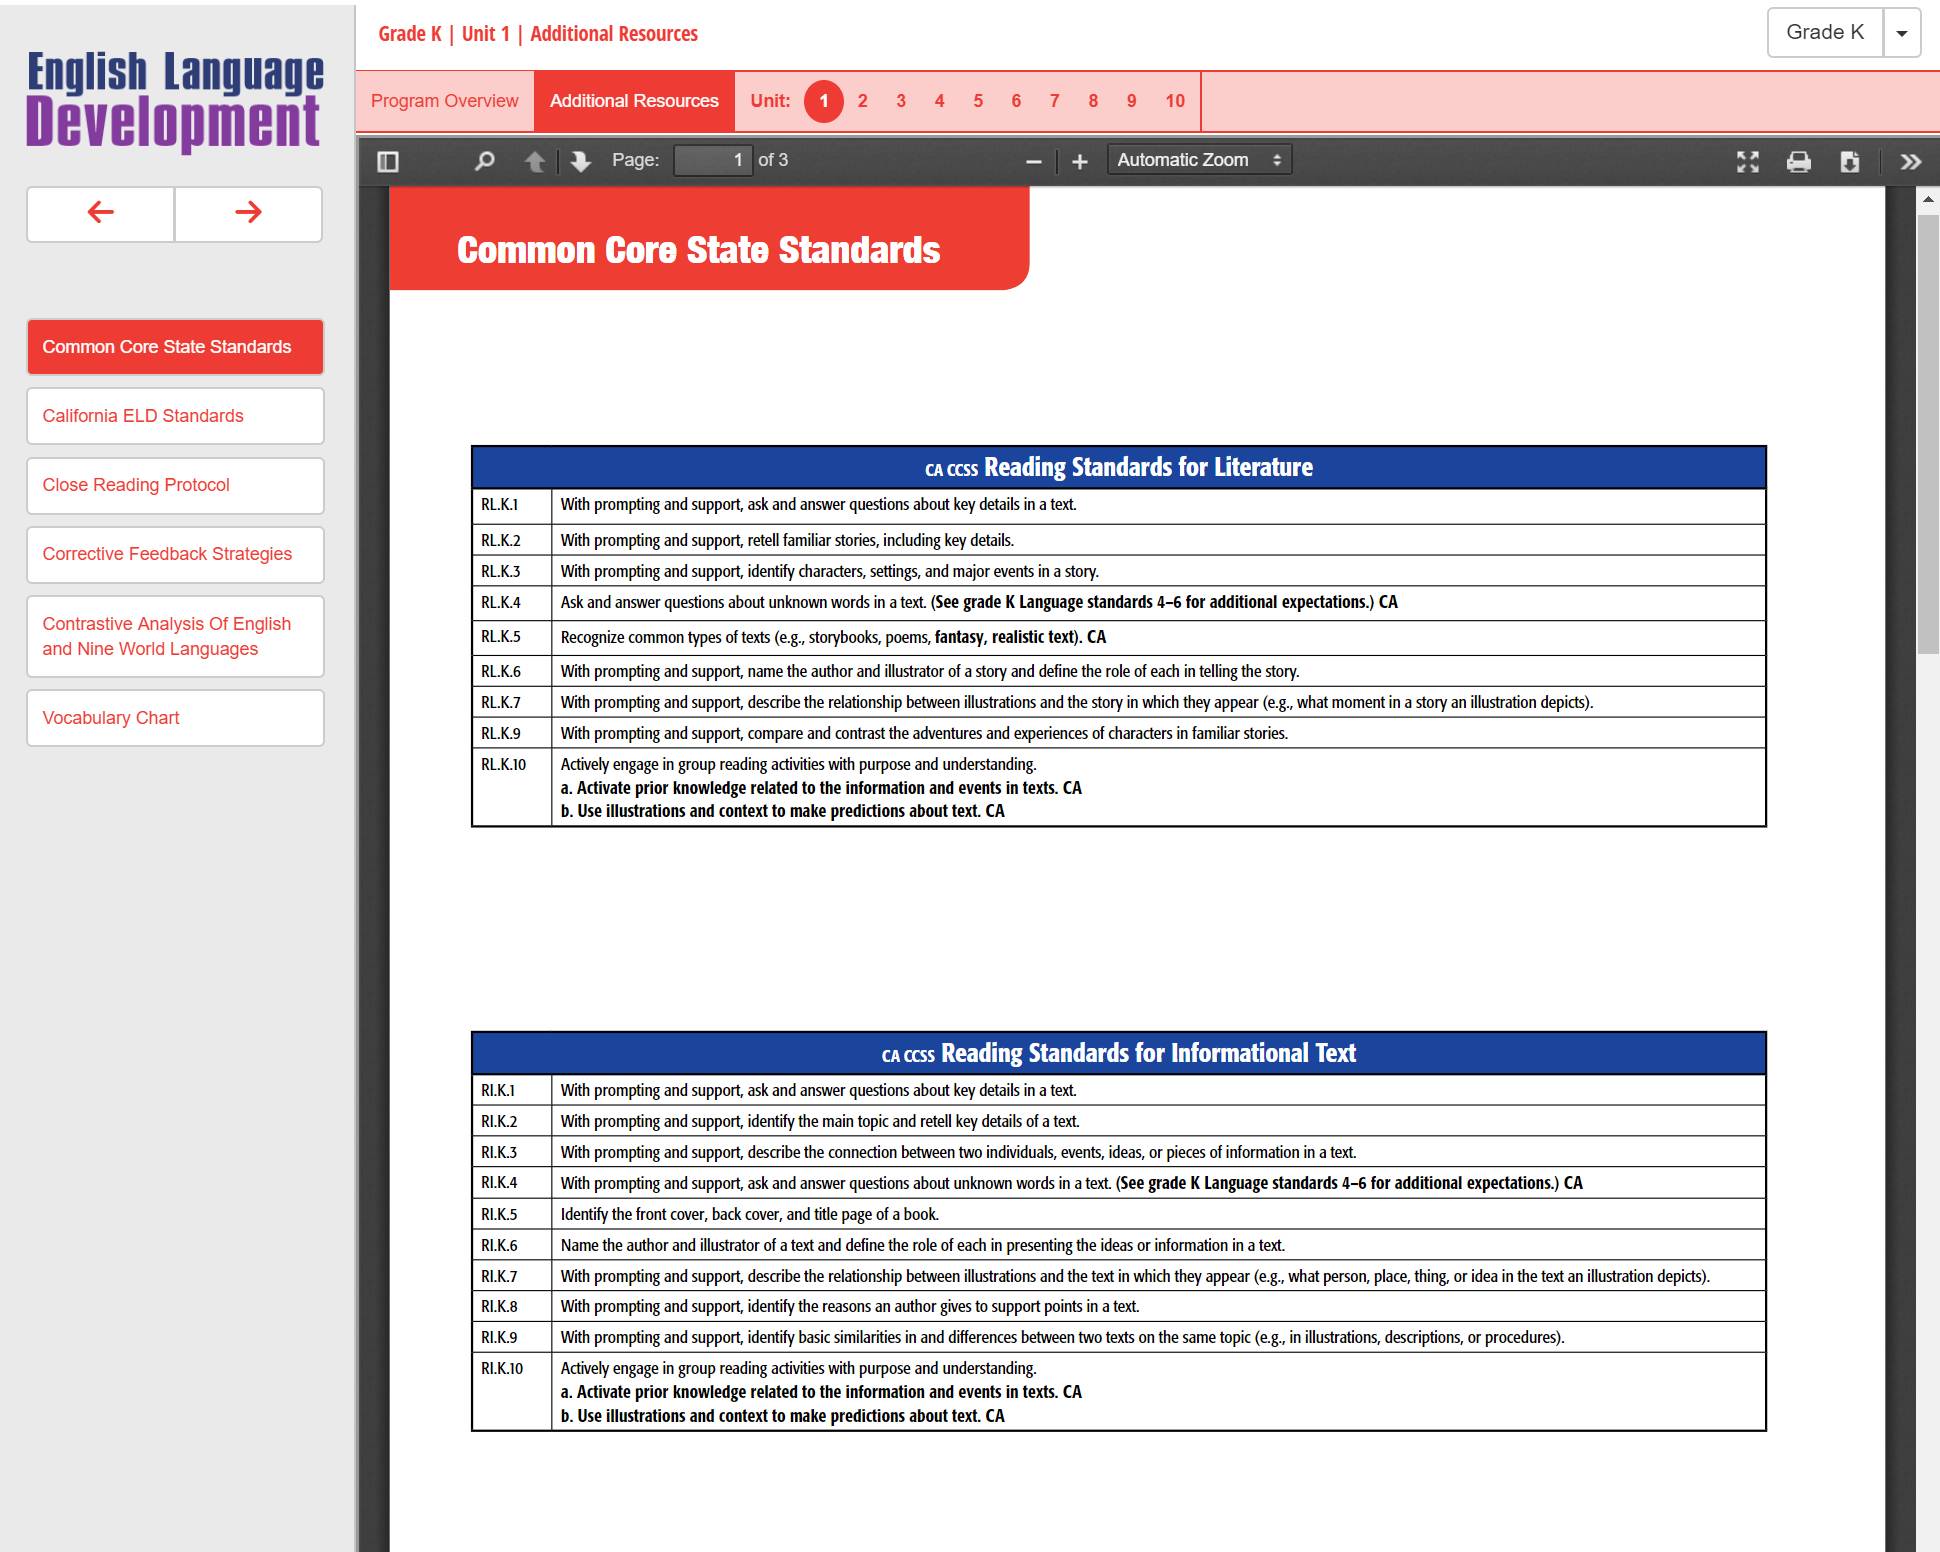 English Language
Development
Common Core State Standards
California ELD Standards
Close Reading Protocol
Corrective Feedback Strategies
Contrastive Analysis Of English
and Nine World Languages
Vocabulary Chart
Grade K | Unit 1 | Additional Resources
Grade K
Program Overview Additional Resources Unit: 1 2 3 4 5 6 7 8 9 10
Page: 1 of 3 Automatic Zoom
Common Core State Standards
CA CCSS Reading Standards for Literature
RL.K.1 With prompting and support, ask and answer questions about key details in a text.
RL.K.2 With prompting and support, retell familiar stories, including key details.
RL.K.3 With prompting and support, identify characters, settings, and major events in a story.
RL.K.4 Ask and answer questions about unknown words in a text. (See grade K Language standards 4–6 for additional expectations.) CA
RL.K.5 Recognize common types of texts (e.g., storybooks, poems, fantasy, realistic text). CA
RL.K.6 With prompting and support, name the author and illustrator of a story and define the role of each in telling the story.
RL.K.7 With prompting and support, describe the relationship between illustrations and the story in which they appear (e.g., what moment in a story an illustration depicts).
RL.K.9 With prompting and support, compare and contrast the adventures and experiences of characters in familiar stories.
RL.K.10 Actively engage in group reading activities with purpose and understanding.
a. Activate prior knowledge related to the information and events in texts. CA
b. Use illustrations and context to make predictions about text. CA
CA CCSS Reading Standards for Informational Text
RI.K.1 With prompting and support, ask and answer questions about key details in a text.
RI.K.2 With prompting and support, identify the main topic and retell key details of a text.
RI.K.3 With prompting and support, describe the connection between two individuals, events, ideas, or pieces of information in a text.
RI.K.4 With prompting and support, ask and answer questions about unknown words in a text. (See grade K Language standards 4–6 for additional expectations.) CA
RI.K.5 Identify the front cover, back cover, and title page of a book.
RI.K.6 Name the author and illustrator of a text and define the role of each in presenting the ideas or information in a text.
RI.K.7 With prompting and support, describe the relationship between illustrations and the text in which they appear (e.g., what person, place, thing, or idea in the text an illustration depicts).
RI.K.8 With prompting and support, identify the reasons an author gives to support points in a text.
RI.K.9 With prompting and support, identify basic similarities in and differences between two texts on the same topic (e.g., in illustrations, descriptions, or procedures).
RI.K.10 Actively engage in group reading activities with purpose and understanding.
a. Activate prior knowledge related to the information and events in texts. CA
b. Use illustrations and context to make predictions about text. CA